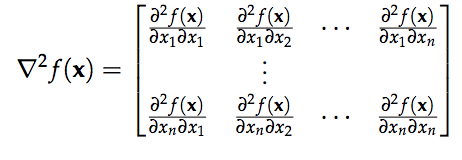 ∇²f(𝐱) = [ ∂²f(𝐱)/∂x₁∂x₁ ∂²f(𝐱)/∂x₁∂x₂ ⋯ ∂²f(𝐱)/∂x₁∂xₙ
⋮
∂²f(𝐱)/∂xₙ∂x₁ ∂²f(𝐱)/∂xₙ∂x₂ ⋯ ∂²f(𝐱)/∂xₙ∂xₙ ]